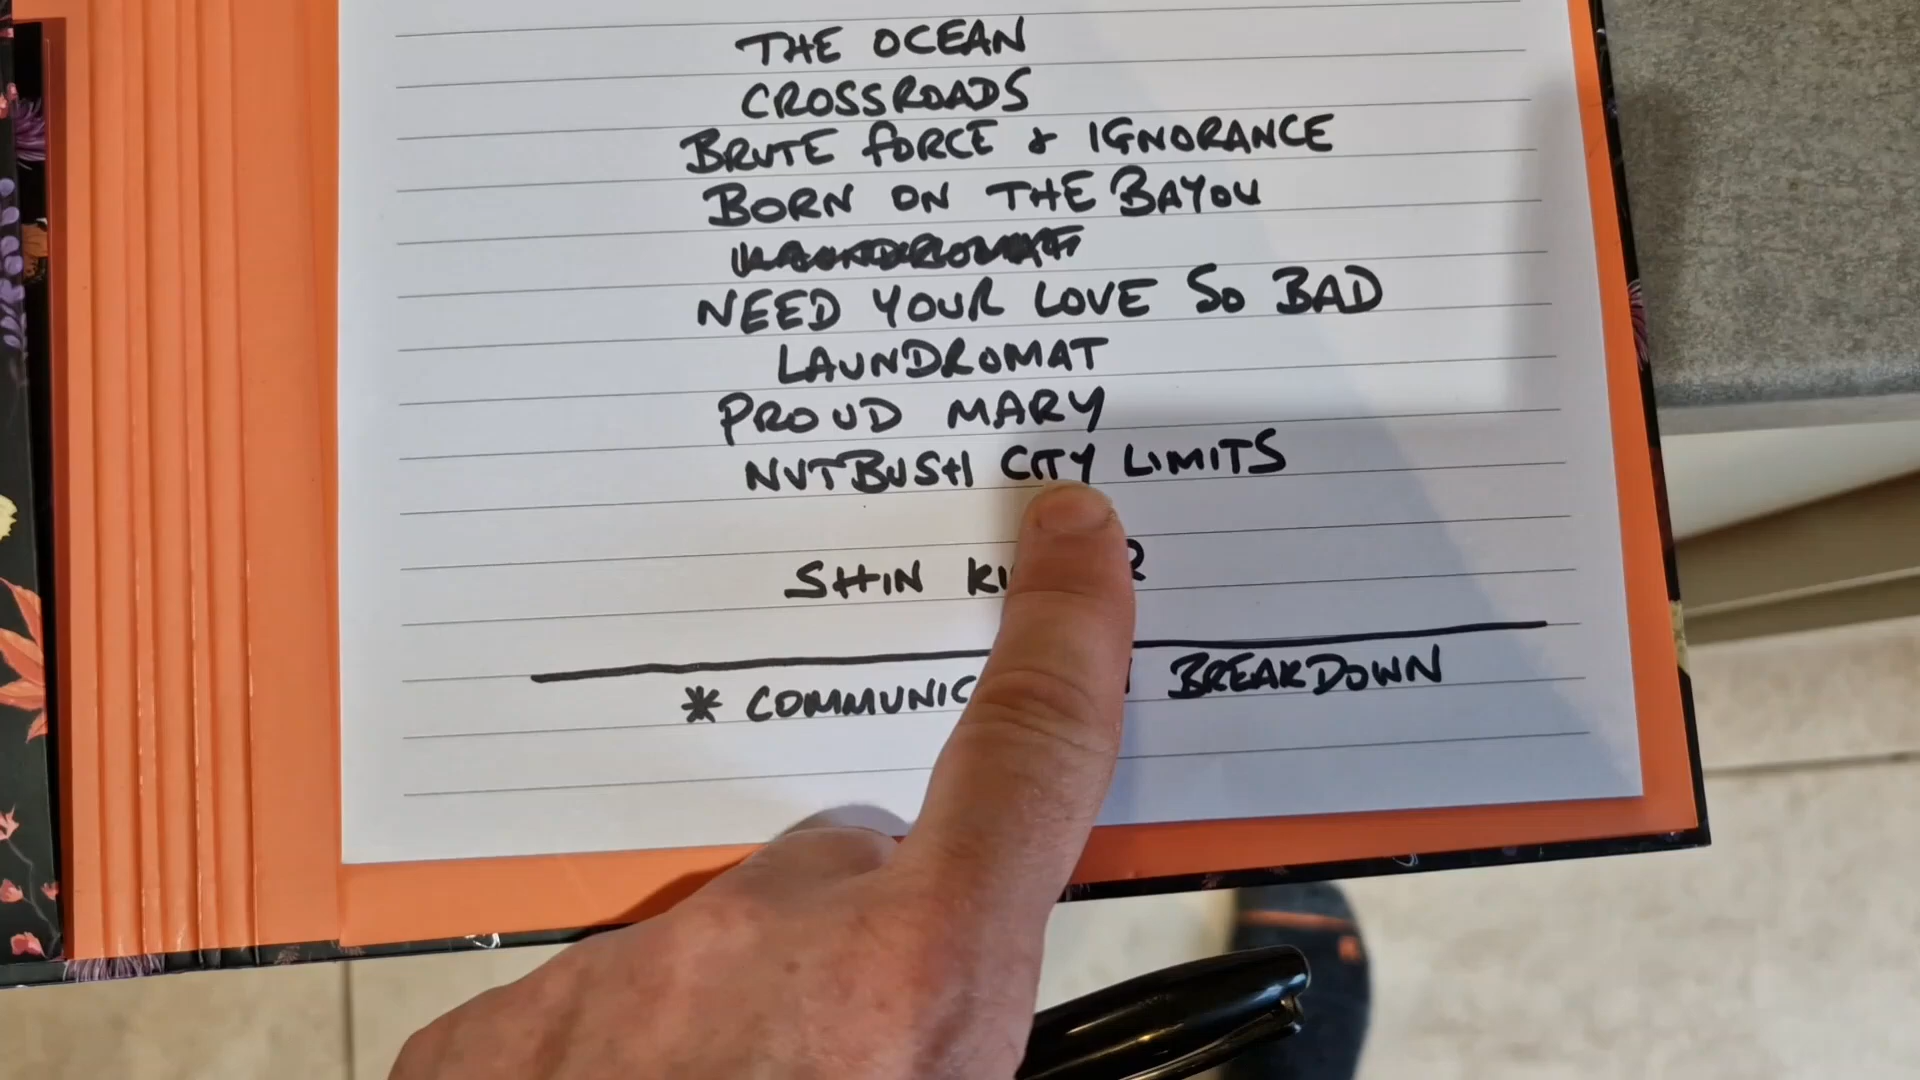 THE OCEAN
CROSSROADS
BRUTE FORCE & IGNORANCE
BORN ON THE BAYOU
NEED YOUR LOVE SO BAD
LAUNDROMAT
PROUD MARY
NUTBUSH CITY LIMITS
SHIN
* BREAKDOWN